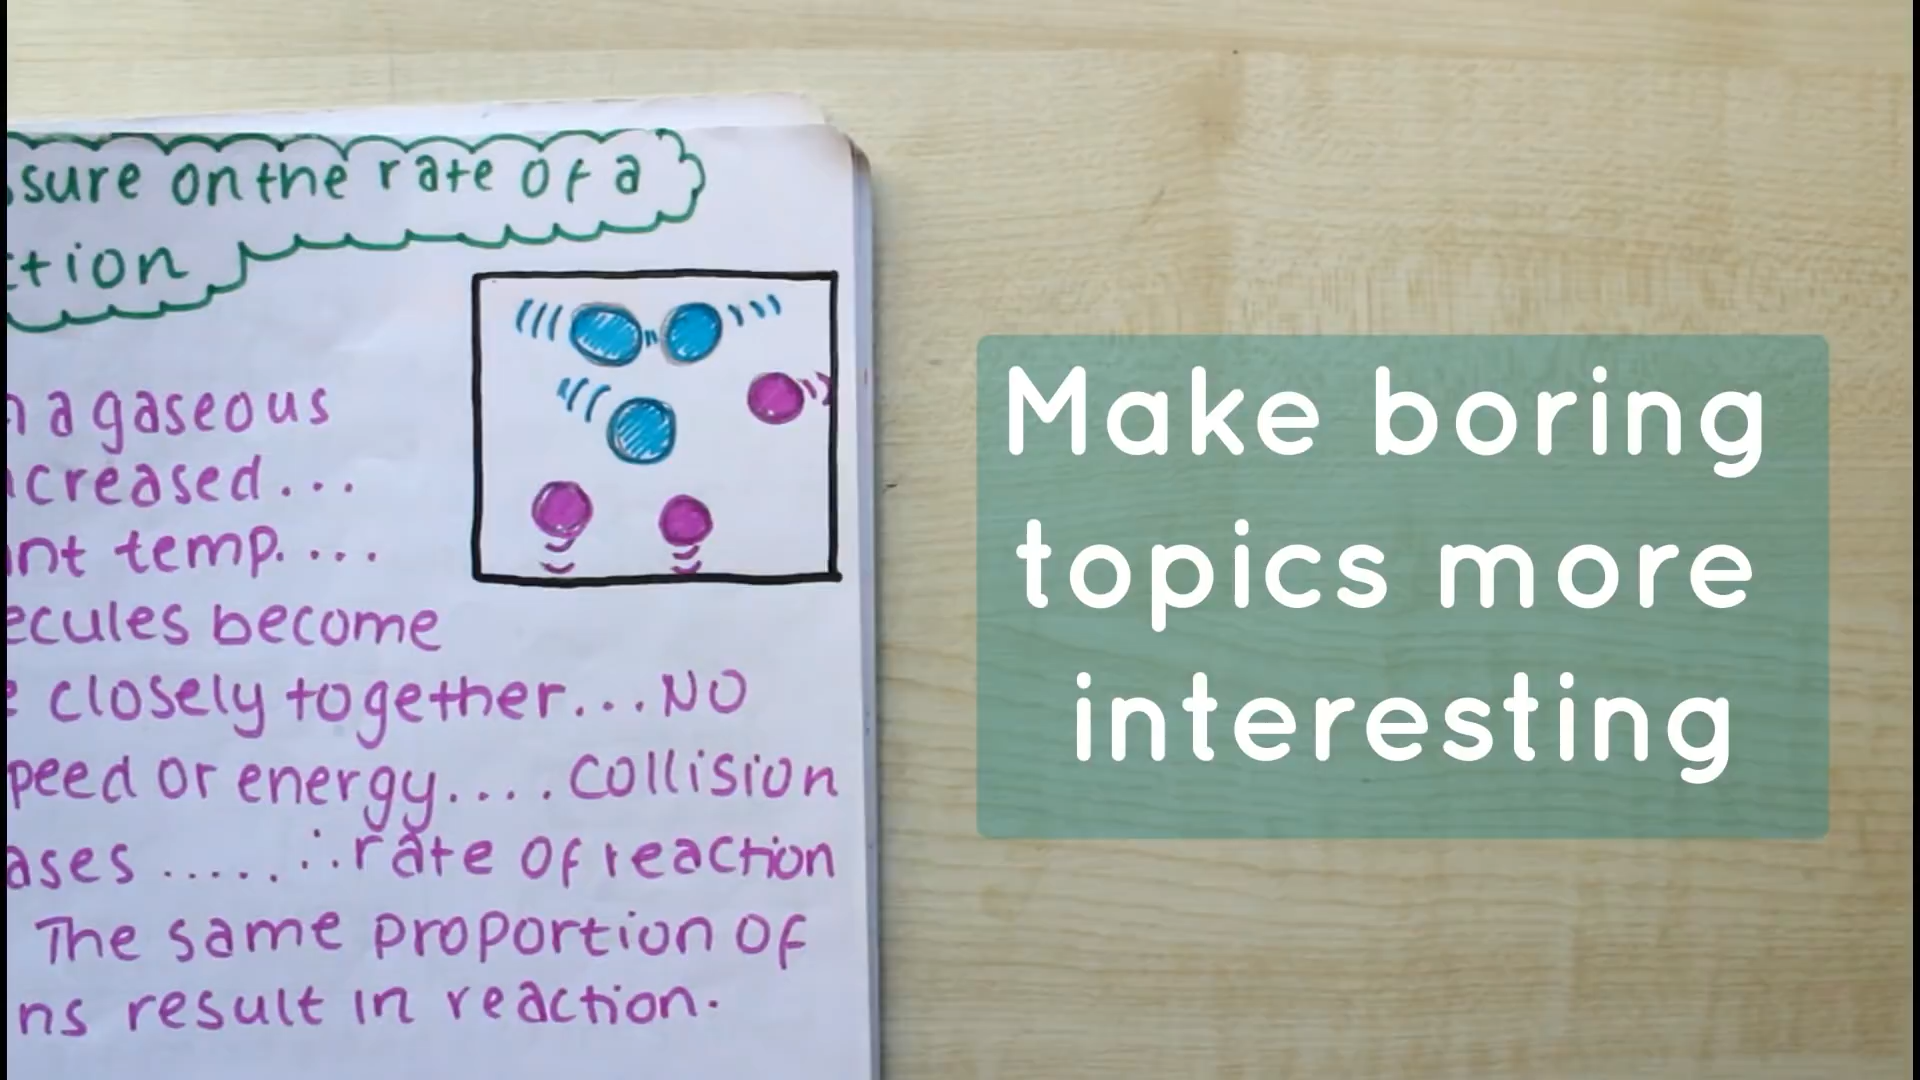 sure on the rate of a
ction
a gaseous
creased...
nt temp....
ecules become
closely together...NO
peed or energy....collision
ases ..... ∴ rate of reaction
The same proportion of
ns result in reaction.
Make boring
topics more
interesting